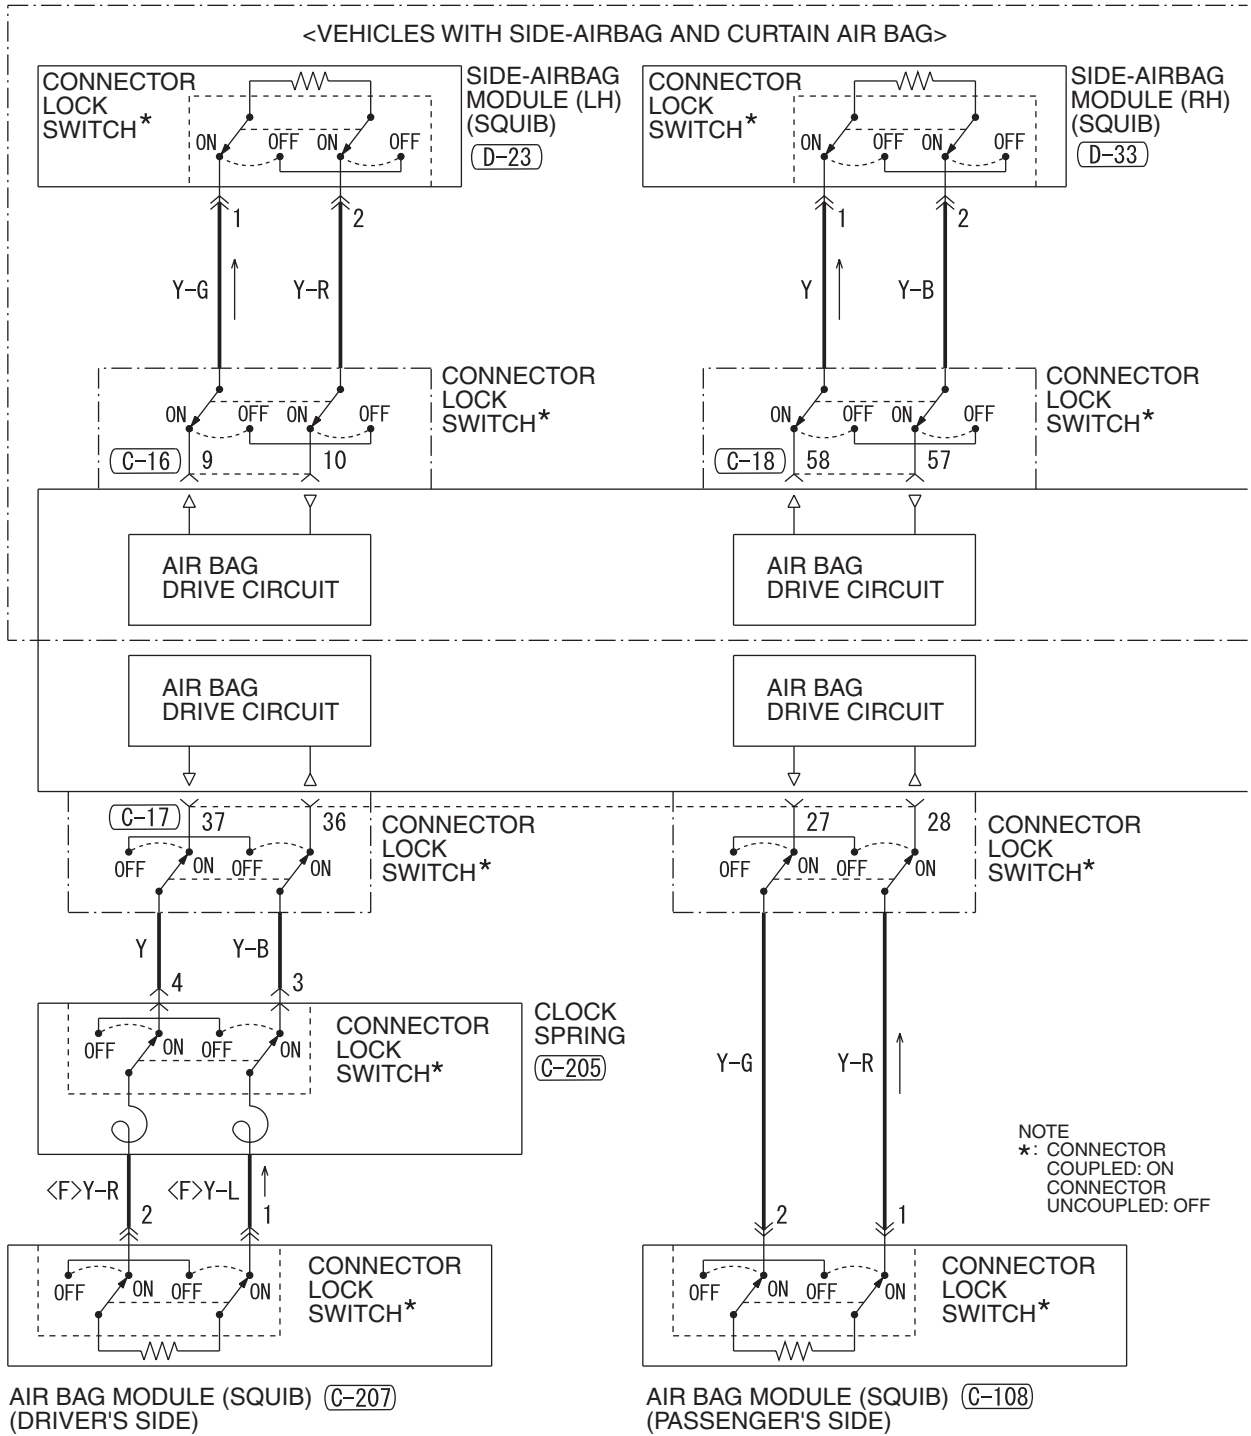 <VEHICLES WITH SIDE-AIRBAG AND CURTAIN AIR BAG>
CONNECTOR
LOCK
SWITCH*
ON
OFF
ON
OFF
SIDE-AIRBAG
MODULE (LH)
(SQUIB)
D-23
CONNECTOR
LOCK
SWITCH*
ON
OFF
ON
OFF
SIDE-AIRBAG
MODULE (RH)
(SQUIB)
D-33
1
2
1
2
Y-G
Y-R
Y
Y-B
CONNECTOR
LOCK
SWITCH*
ON
OFF
ON
OFF
C-16
9
10
CONNECTOR
LOCK
SWITCH*
ON
OFF
ON
OFF
C-18
58
57
AIR BAG
DRIVE CIRCUIT
AIR BAG
DRIVE CIRCUIT
AIR BAG
DRIVE CIRCUIT
AIR BAG
DRIVE CIRCUIT
C-17
37
36
OFF
ON
OFF
ON
CONNECTOR
LOCK
SWITCH*
27
28
OFF
ON
OFF
ON
CONNECTOR
LOCK
SWITCH*
Y
Y-B
4
3
OFF
ON
OFF
ON
CONNECTOR
LOCK
SWITCH*
CLOCK
SPRING
C-205
Y-G
Y-R
<F>Y-R
<F>Y-L
2
1
2
1
NOTE
*: CONNECTOR
COUPLED: ON
CONNECTOR
UNCOUPLED: OFF
OFF
ON
OFF
ON
CONNECTOR
LOCK
SWITCH*
OFF
ON
OFF
ON
CONNECTOR
LOCK
SWITCH*
AIR BAG MODULE (SQUIB) C-207
(DRIVER'S SIDE)
AIR BAG MODULE (SQUIB) C-108
(PASSENGER'S SIDE)